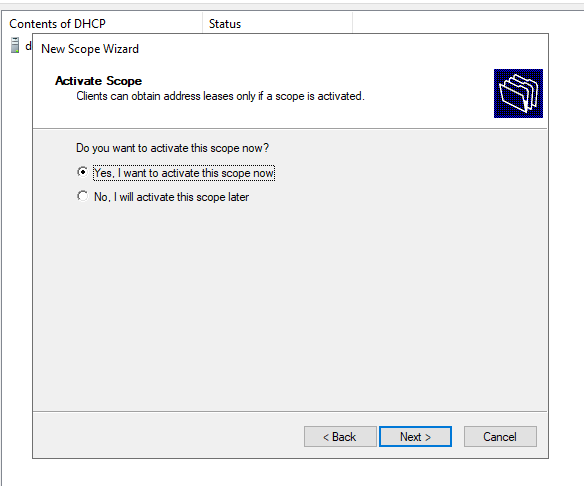 Contents of DHCP Status
d
New Scope Wizard
Activate Scope
Clients can obtain address leases only if a scope is activated.
Do you want to activate this scope now?
Yes, I want to activate this scope now
No, I will activate this scope later
< Back Next > Cancel